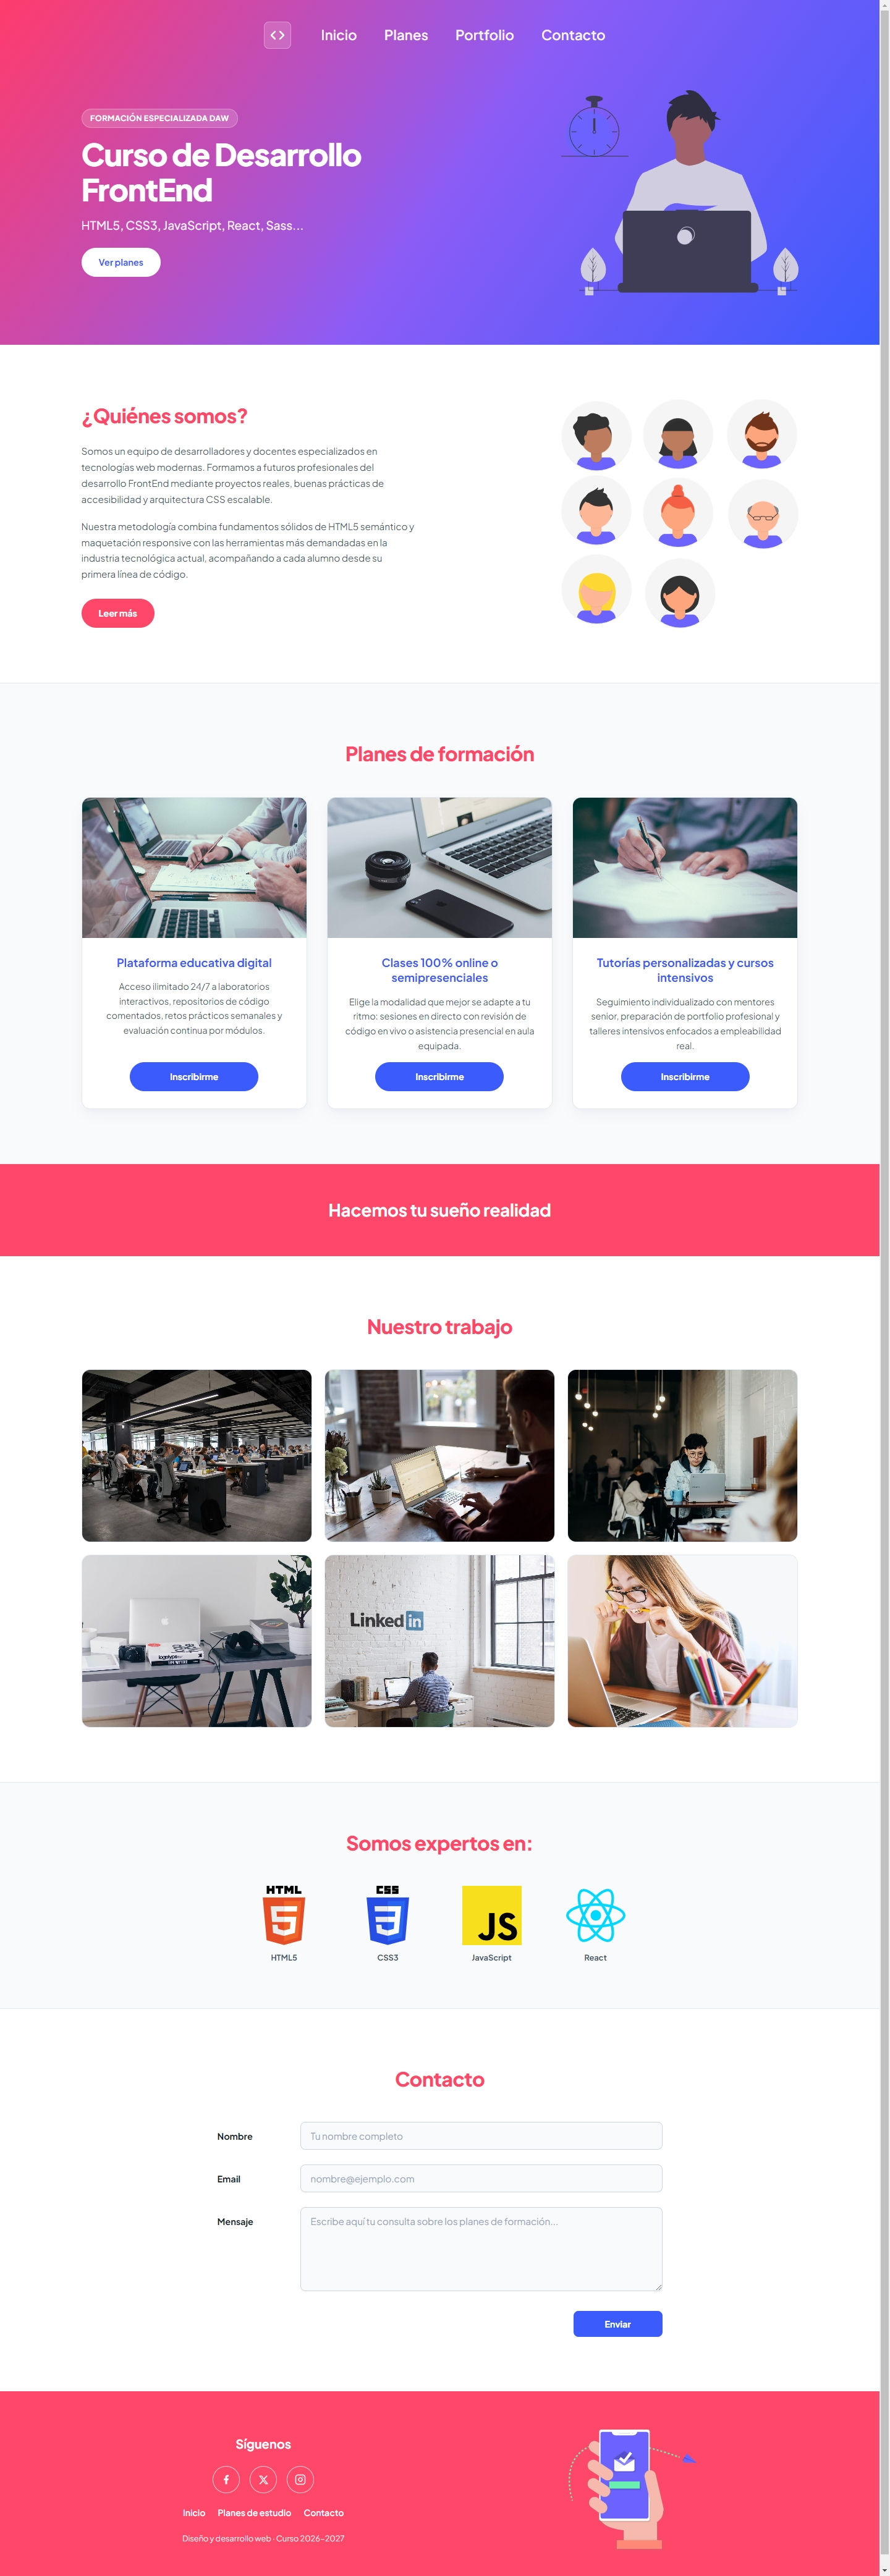 Inicio Planes Portfolio Contacto
FORMACIÓN ESPECIALIZADA DAW
Curso de Desarrollo
FrontEnd
HTML5, CSS3, JavaScript, React, Sass...
Ver planes
¿Quiénes somos?
Somos un equipo de desarrolladores y docentes especializados en
tecnologías web modernas. Formamos a futuros profesionales del
desarrollo FrontEnd mediante proyectos reales, buenas prácticas de
accesibilidad y arquitectura CSS escalable.
Nuestra metodología combina fundamentos sólidos de HTML5 semántico y
maquetación responsive con las herramientas más demandadas en la
industria tecnológica actual, acompañando a cada alumno desde su
primera línea de código.
Leer más
Planes de formación
Plataforma educativa digital
Acceso ilimitado 24/7 a laboratorios
interactivos, repositorios de código
comentados, retos prácticos semanales y
evaluación continua por módulos.
Inscribirme
Clases 100% online o
semipresenciales
Elige la modalidad que mejor se adapte a tu
ritmo: sesiones en directo con revisión de
código en vivo o asistencia presencial en aula
equipada.
Inscribirme
Tutorías personalizadas y cursos
intensivos
Seguimiento individualizado con mentores
senior, preparación de portfolio profesional y
talleres intensivos enfocados a empleabilidad
real.
Inscribirme
Hacemos tu sueño realidad
Nuestro trabajo
Linked in
Somos expertos en:
HTML
5
HTML5
CSS
3
CSS3
JS
JavaScript
React
Contacto
Nombre
Tu nombre completo
Email
nombre@ejemplo.com
Mensaje
Escribe aquí tu consulta sobre los planes de formación...
Enviar
Síguenos
Inicio Planes de estudio Contacto
Diseño y desarrollo web · Curso 2026-2027